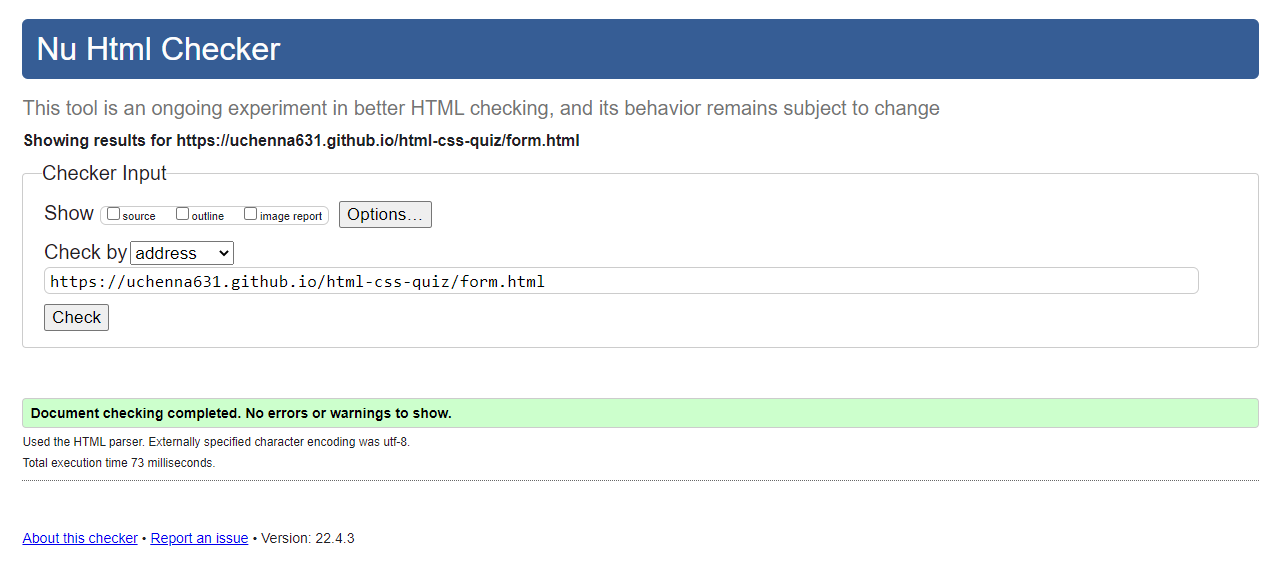 Nu Html Checker
This tool is an ongoing experiment in better HTML checking, and its behavior remains subject to change
Showing results for https://uchenna631.github.io/html-css-quiz/form.html
Checker Input
Show source outline image report Options...
Check by address
https://uchenna631.github.io/html-css-quiz/form.html
Check
Document checking completed. No errors or warnings to show.
Used the HTML parser. Externally specified character encoding was utf-8.
Total execution time 73 milliseconds.
About this checker • Report an issue • Version: 22.4.3